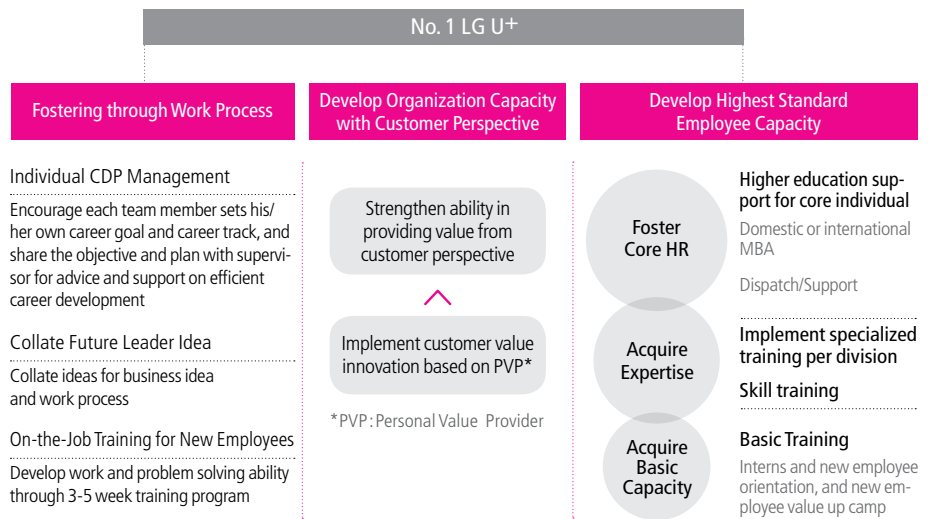 No. 1 LG U+
Fostering through Work Process
Develop Organization Capacity
with Customer Perspective
Develop Highest Standard
Employee Capacity
Individual CDP Management
Encourage each team member sets his/
her own career goal and career track, and
share the objective and plan with supervi-
sor for advice and support on efficient
career development
Collate Future Leader Idea
Collate ideas for business idea
and work process
On-the-Job Training for New Employees
Develop work and problem solving ability
through 3-5 week training program
Strengthen ability in
providing value from
customer perspective
Implement customer value
innovation based on PVP*
*PVP: Personal Value Provider
Foster
Core HR
Higher education sup-
port for core individual
Domestic or international
MBA
Dispatch/Support
Acquire
Expertise
Implement specialized
training per division
Skill training
Acquire
Basic
Capacity
Basic Training
Interns and new employee
orientation, and new em-
ployee value up camp